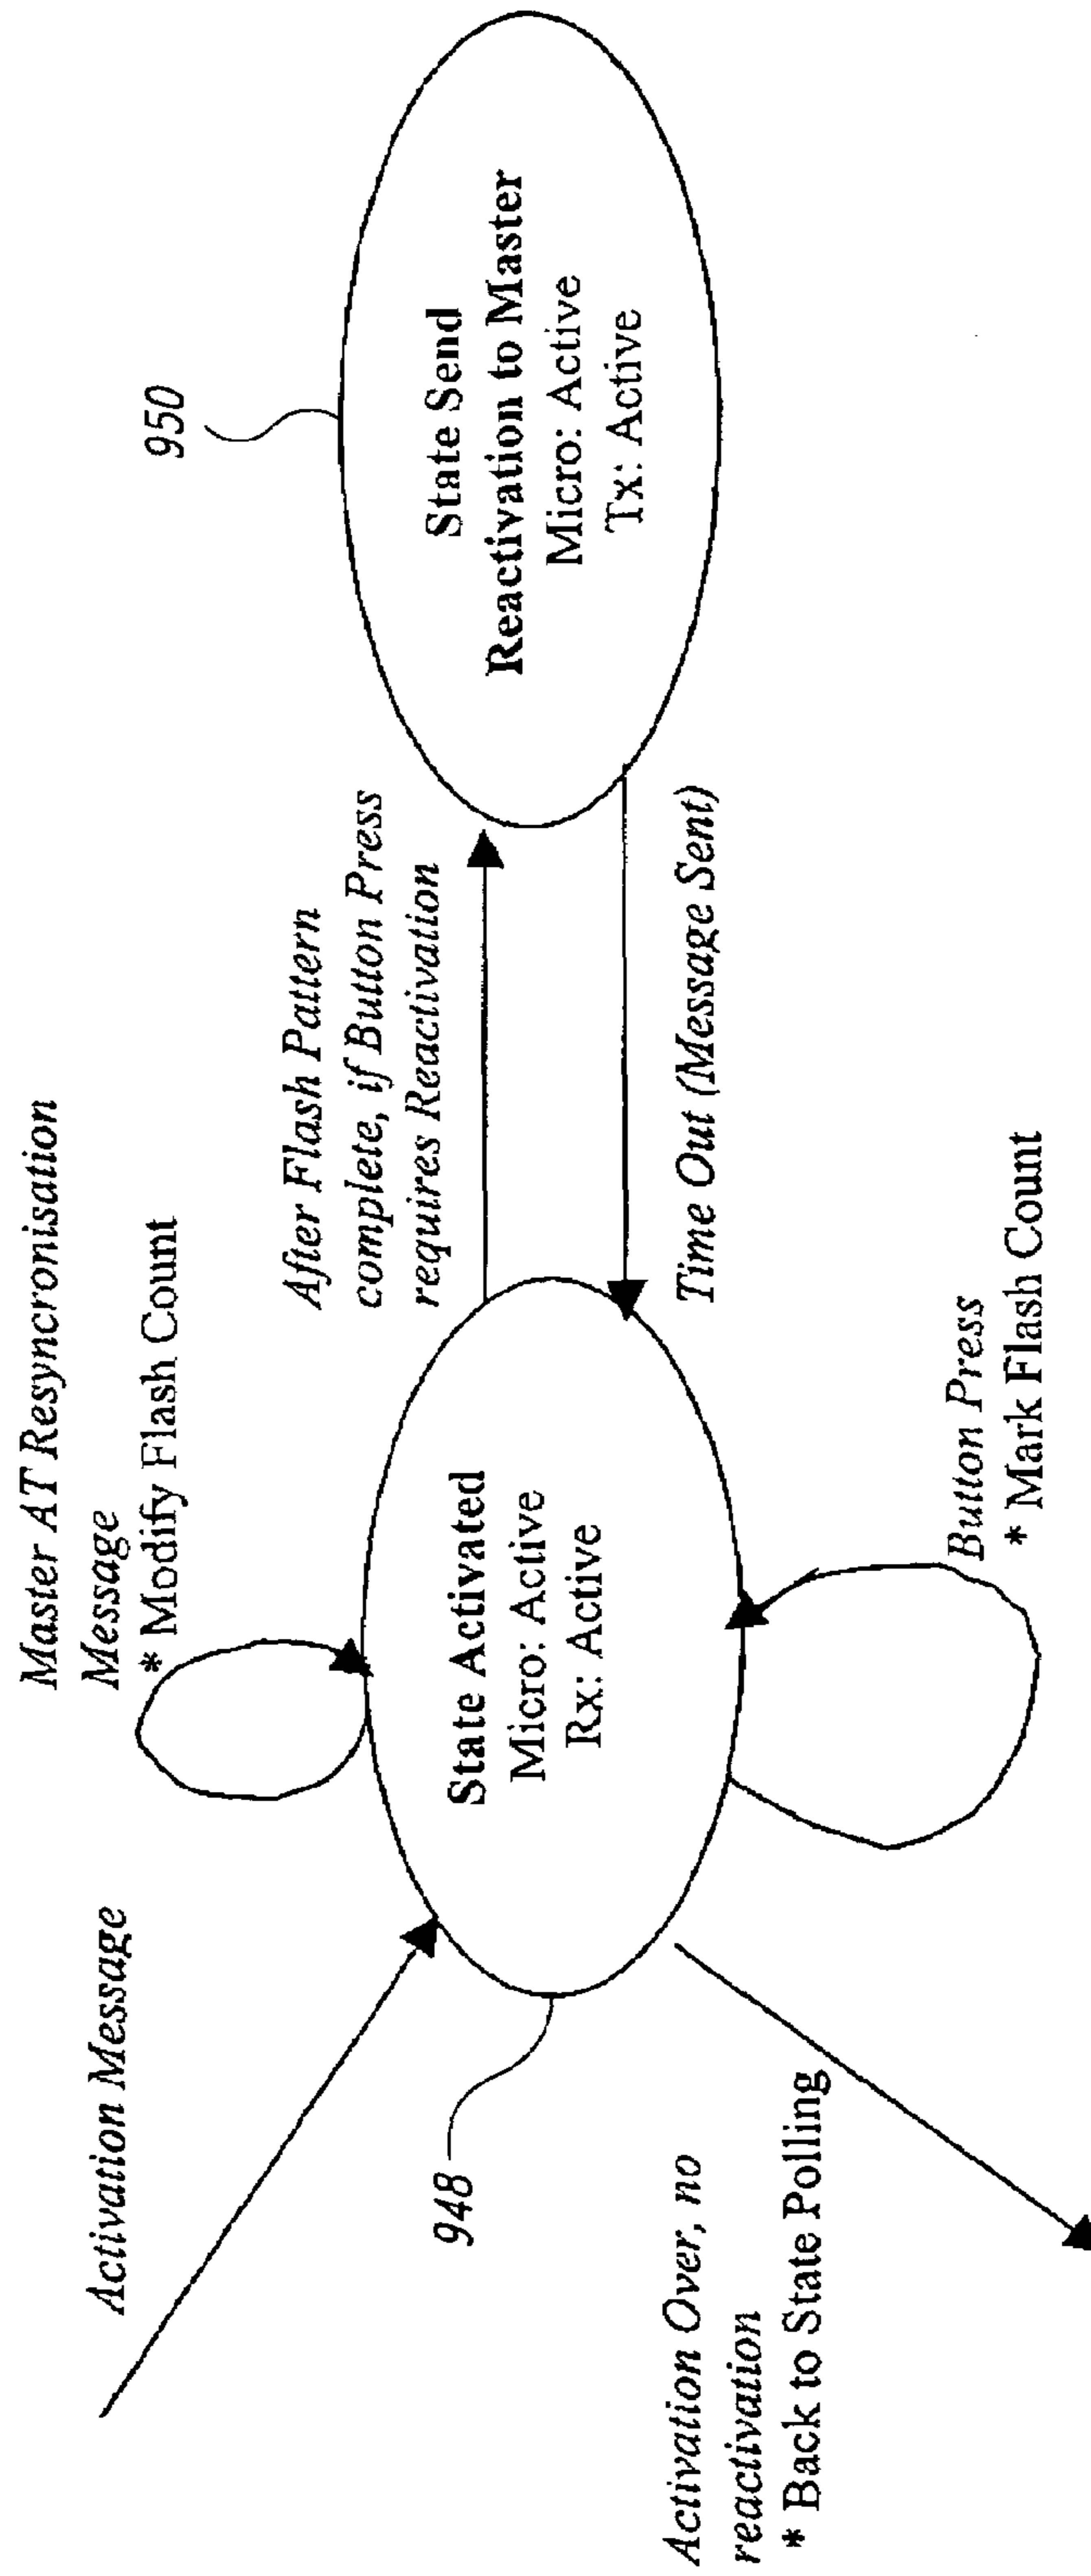 Activation Message
Master AT Resyncronisation
Message
* Modify Flash Count
948
State Activated
Micro: Active
Rx: Active
Activation Over, no
reactivation
* Back to State Polling
Button Press
* Mark Flash Count
After Flash Pattern
complete, if Button Press
requires Reactivation
Time Out (Message Sent)
950
State Send
Reactivation to Master
Micro: Active
Tx: Active